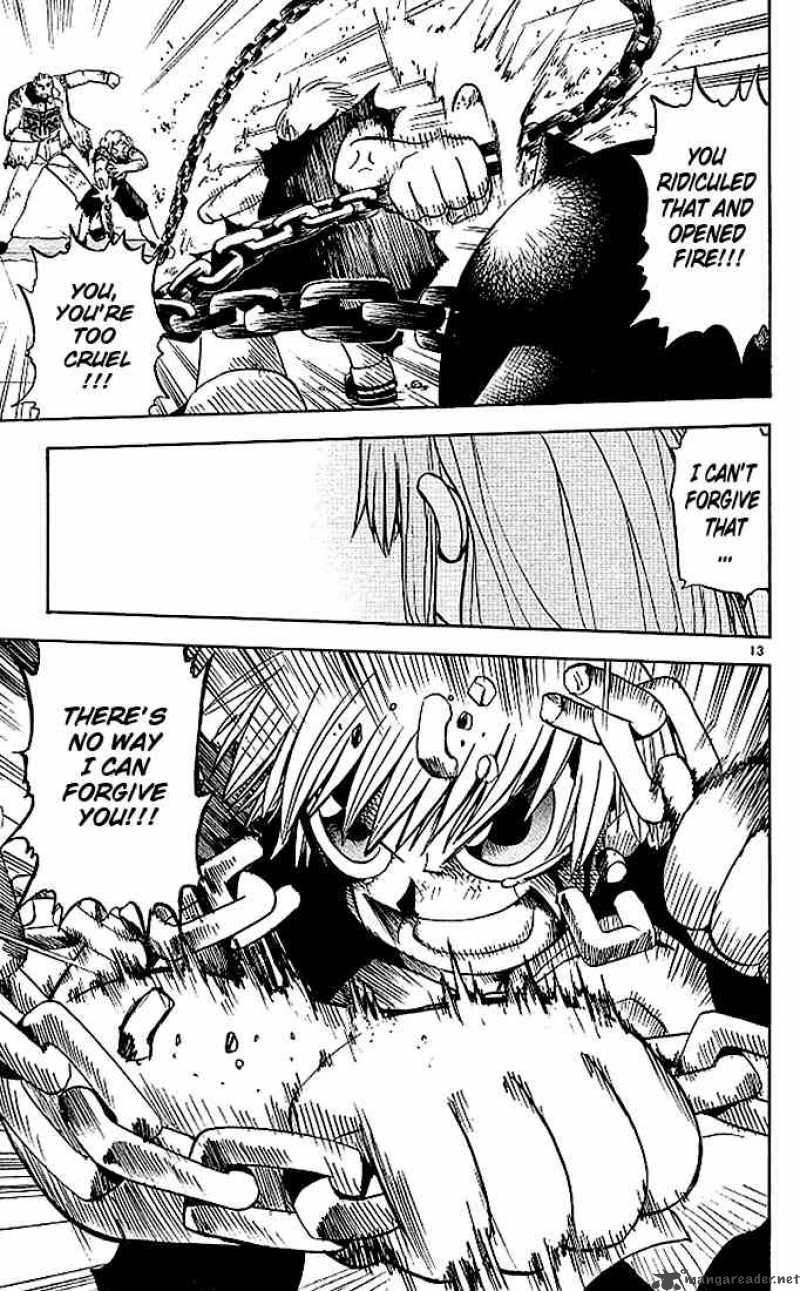 YOU
RIDICULED
THAT AND
OPENED
FIRE!!!
YOU,
YOU'RE
TOO
CRUEL
!!!
I CAN'T
FORGIVE
THAT
...
13
THERE'S
NO WAY
I CAN
FORGIVE
YOU!!!
mangareader.net